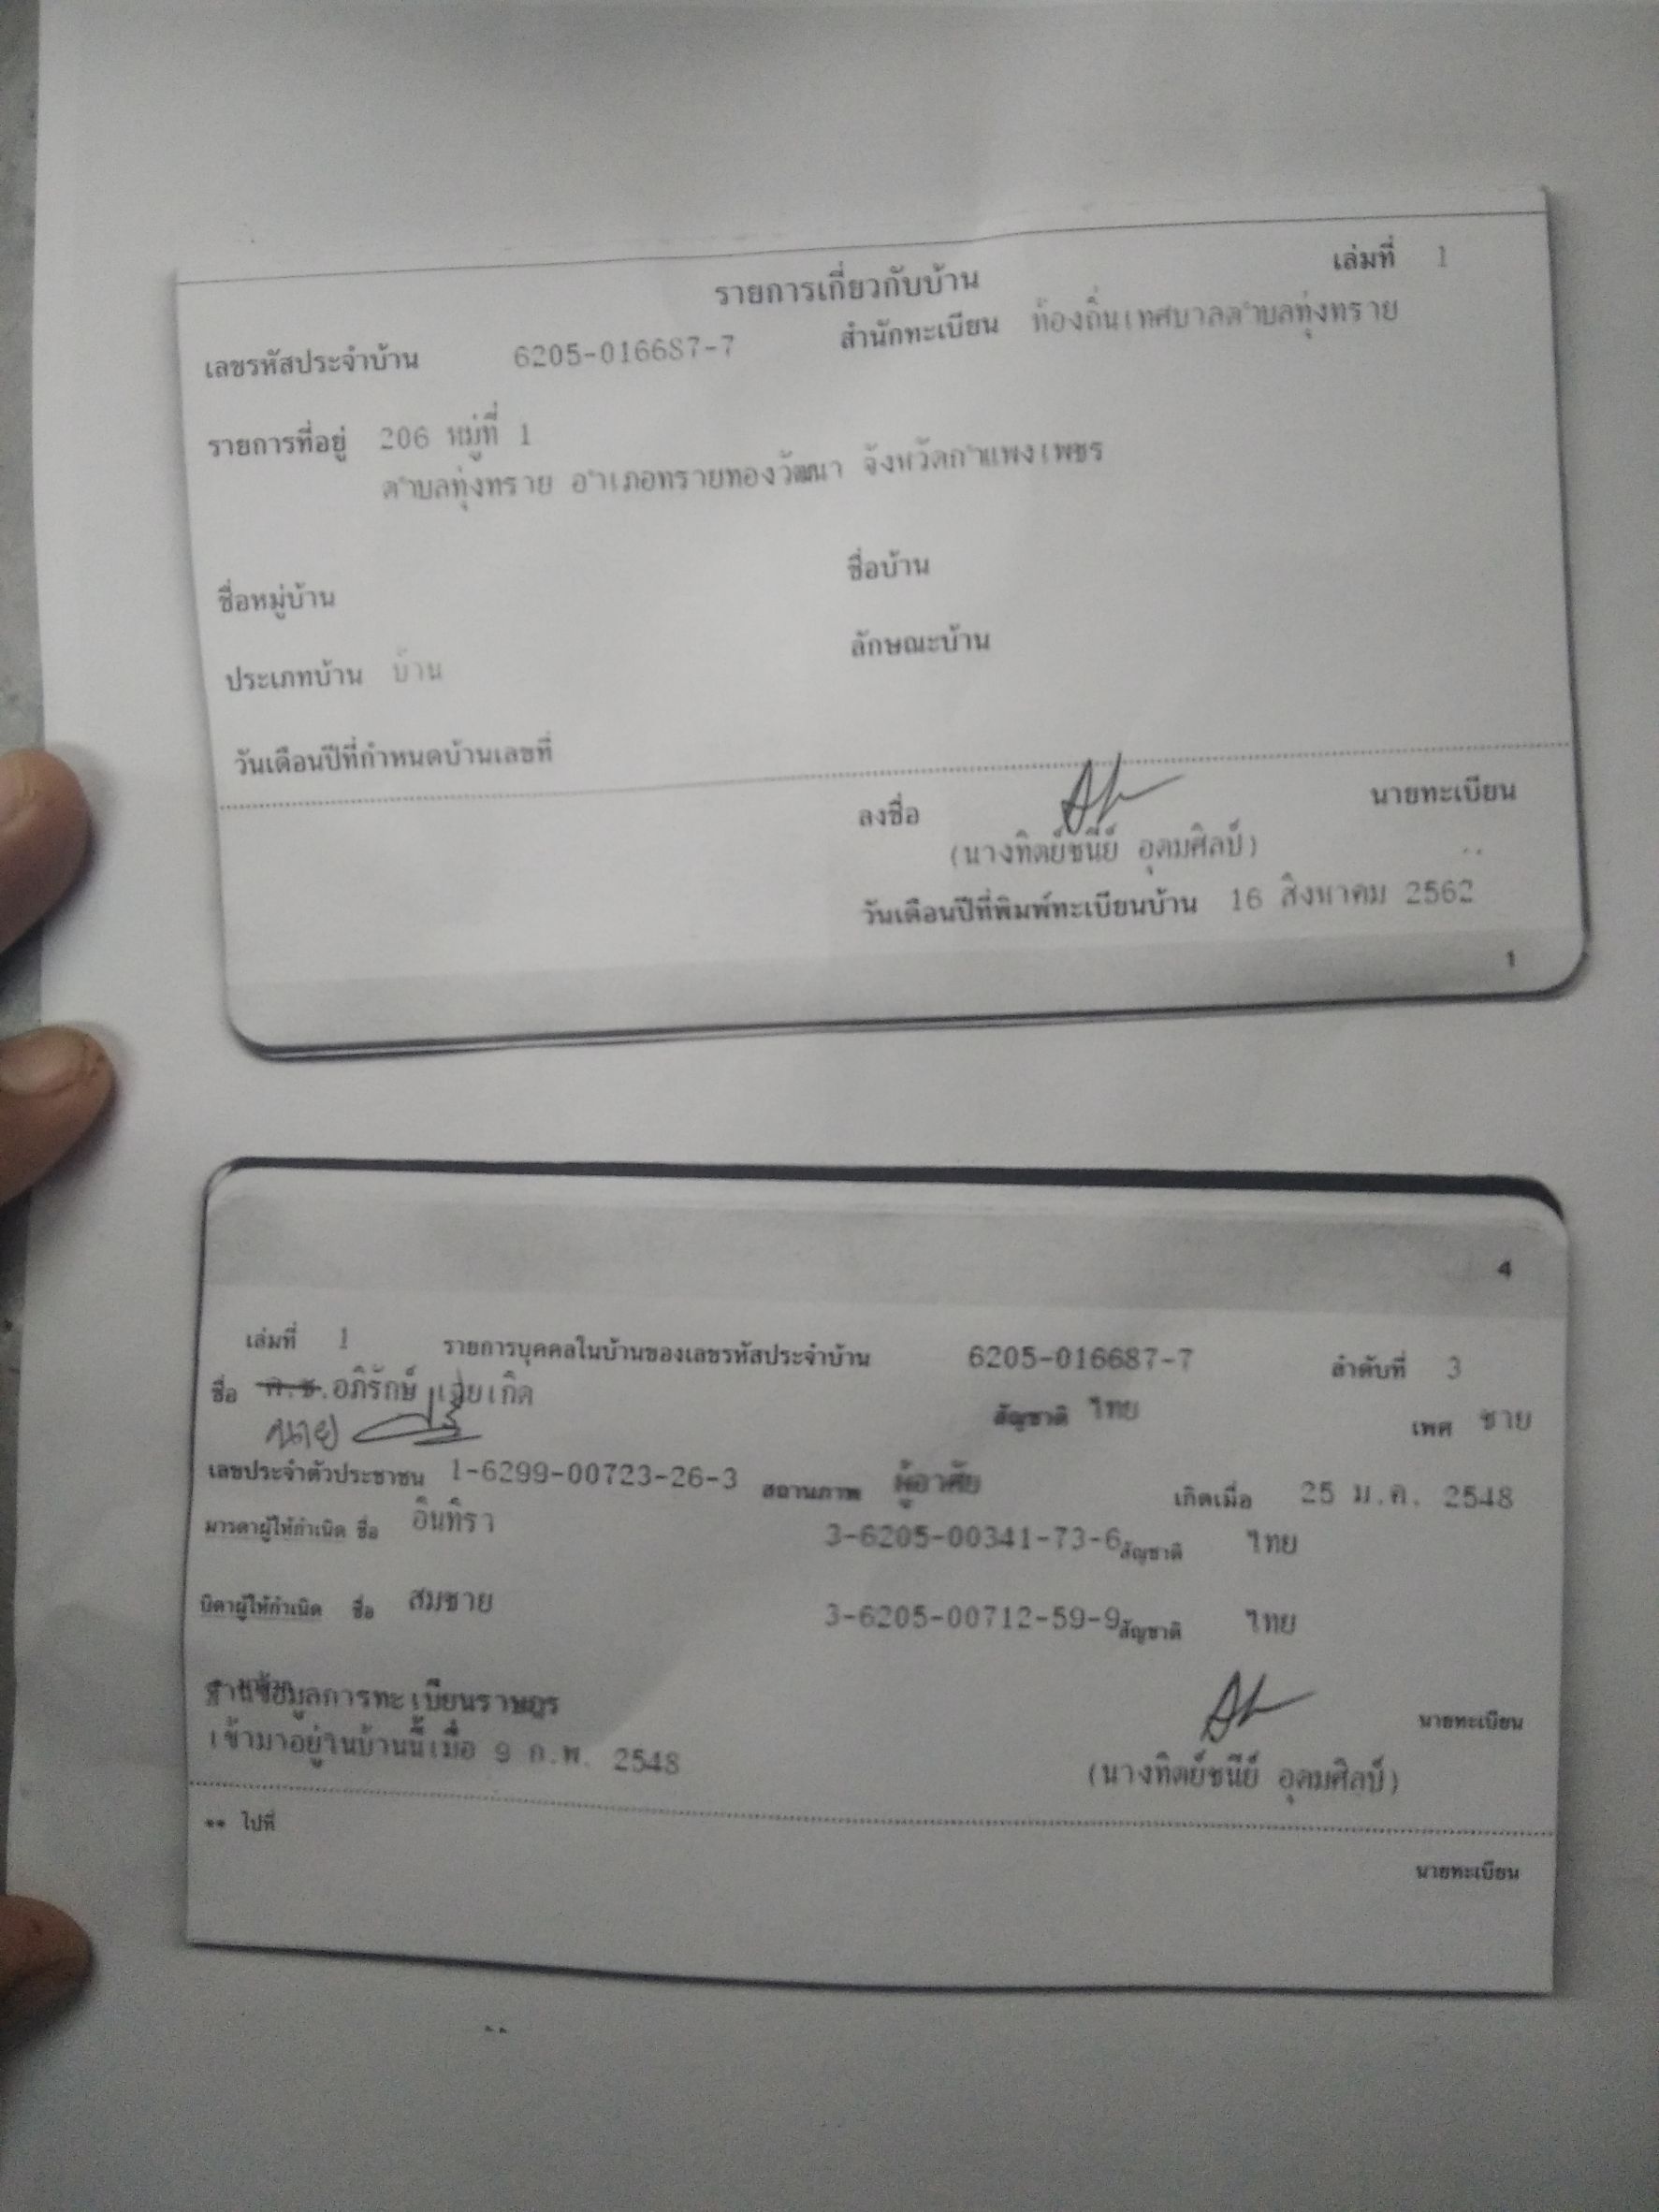 เล่มที่ 1
รายการเกี่ยวกับบ้าน
เลขรหัสประจำบ้าน 6205-016687-7 สำนักทะเบียน ท้องถิ่นเทศบาลตำบลทุ่งทราย
รายการที่อยู่ 206 หมู่ที่ 1
ตำบลทุ่งทราย อำเภอทรายทองวัฒนา จังหวัดกำแพงเพชร
ชื่อหมู่บ้าน ชื่อบ้าน
ประเภทบ้าน บ้าน ลักษณะบ้าน
วันเดือนปีที่กำหนดบ้านเลขที่
ลงชื่อ นายทะเบียน
(นางทิตย์ชนีย์ อุดมศิลป์)
วันเดือนปีที่พิมพ์ทะเบียนบ้าน 16 สิงหาคม 2562
1
4
เล่มที่ 1 รายการบุคคลในบ้านของเลขรหัสประจำบ้าน 6205-016687-7 ลำดับที่ 3
ชื่อ ด.ช.อภิรักษ์ เฉยเกิด สัญชาติ ไทย เพศ ชาย
นาย
เลขประจำตัวประชาชน 1-6299-00723-26-3 สถานภาพ ผู้อาศัย เกิดเมื่อ 25 ม.ค. 2548
มารดาผู้ให้กำเนิด ชื่อ อินทิรา 3-6205-00341-73-6 สัญชาติ ไทย
บิดาผู้ให้กำเนิด ชื่อ สมชาย 3-6205-00712-59-9 สัญชาติ ไทย
ฐานข้อมูลการทะเบียนราษฎร
เข้ามาอยู่ในบ้านนี้เมื่อ 9 ก.พ. 2548 นายทะเบียน
(นางทิตย์ชนีย์ อุดมศิลป์)
** ไปที่
นายทะเบียน